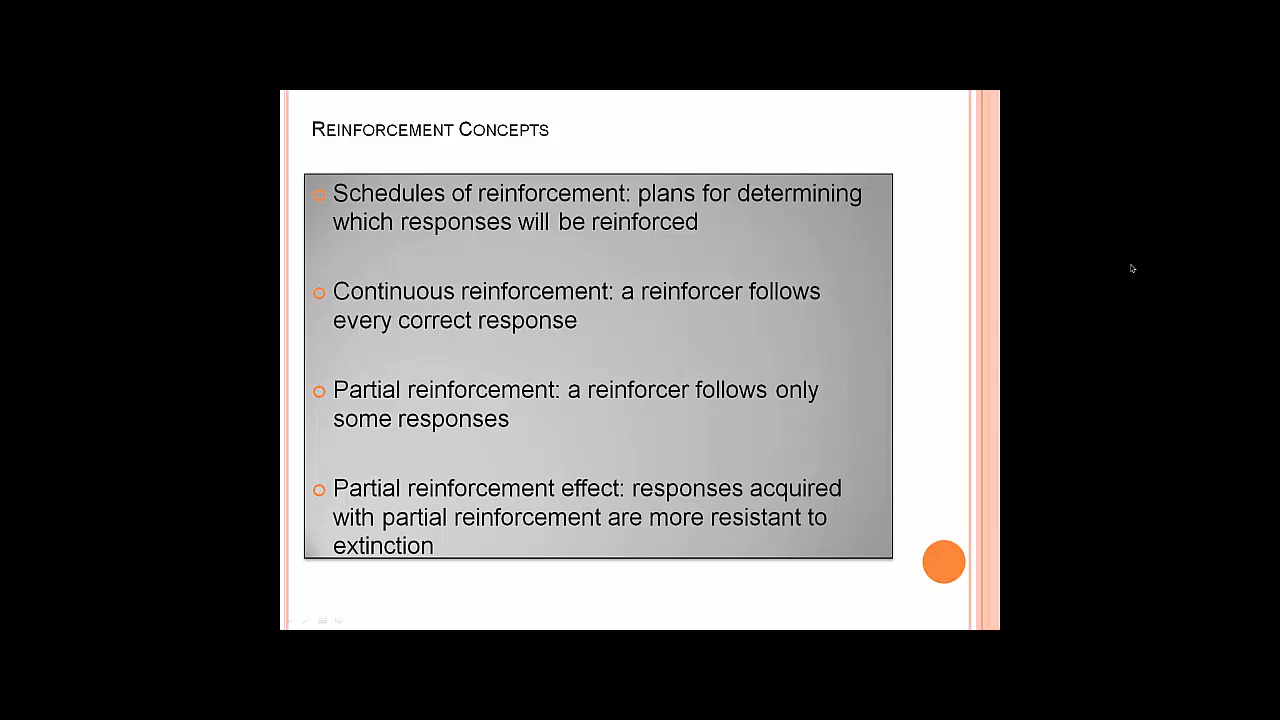 REINFORCEMENT CONCEPTS
Schedules of reinforcement: plans for determining
which responses will be reinforced
Continuous reinforcement: a reinforcer follows
every correct response
Partial reinforcement: a reinforcer follows only
some responses
Partial reinforcement effect: responses acquired
with partial reinforcement are more resistant to
extinction